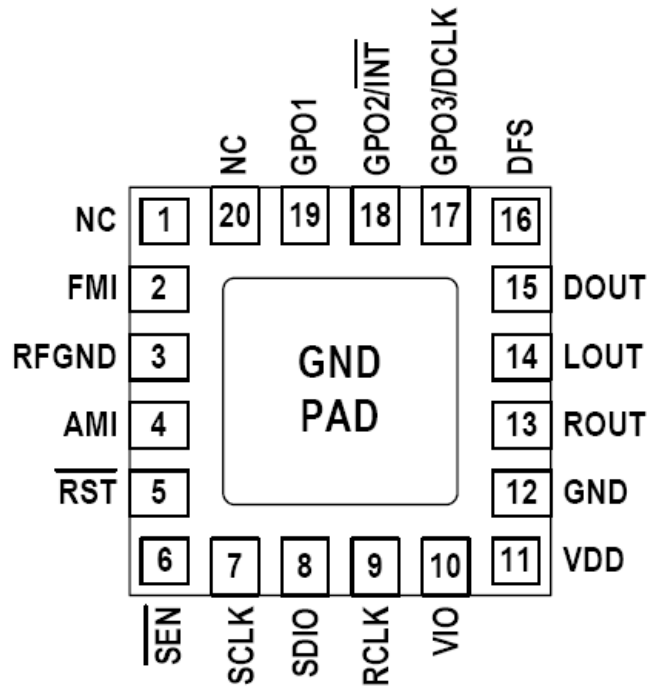 NC
GPO1
GPO2/INT
GPO3/DCLK
DFS
NC 1 20 19 18 17 16
FMI 2 15 DOUT
RFGND 3 14 LOUT
GND
PAD
AMI 4 13 ROUT
RST 5 12 GND
6 7 8 9 10 11 VDD
SEN
SCLK
SDIO
RCLK
VIO